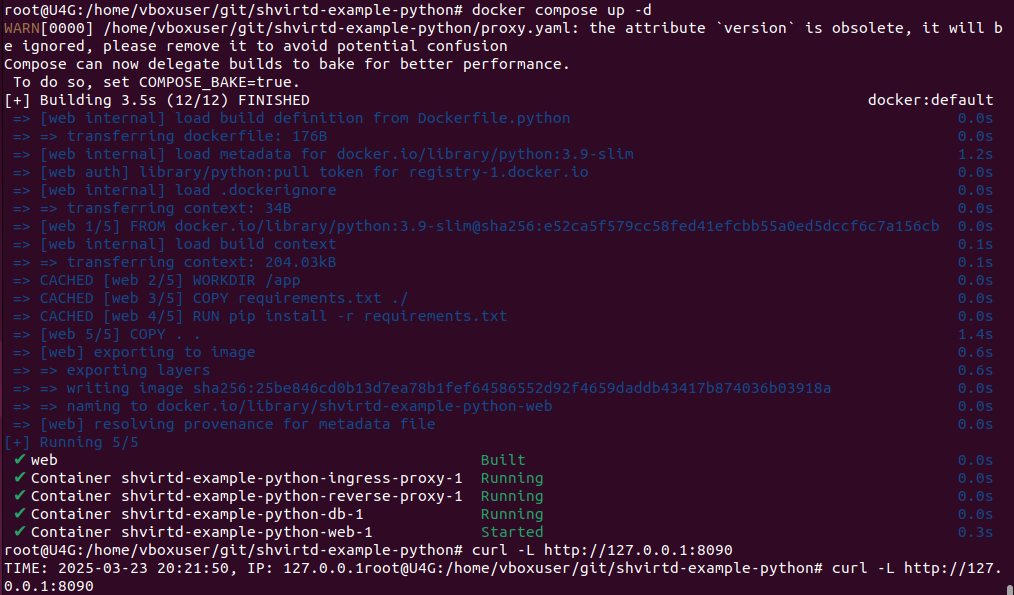 root@U4G:/home/vboxuser/git/shvirtd-example-python# docker compose up -d
WARN[0000] /home/vboxuser/git/shvirtd-example-python/proxy.yaml: the attribute `version` is obsolete, it will b
e ignored, please remove it to avoid potential confusion
Compose can now delegate builds to bake for better performance.
 To do so, set COMPOSE_BAKE=true.
[+] Building 3.5s (12/12) FINISHED docker:default
 => [web internal] load build definition from Dockerfile.python 0.0s
 => => transferring dockerfile: 176B 0.0s
 => [web internal] load metadata for docker.io/library/python:3.9-slim 1.2s
 => [web auth] library/python:pull token for registry-1.docker.io 0.0s
 => [web internal] load .dockerignore 0.0s
 => => transferring context: 34B 0.0s
 => [web 1/5] FROM docker.io/library/python:3.9-slim@sha256:e52ca5f579cc58fed41efcbb55a0ed5dccf6c7a156cb 0.0s
 => [web internal] load build context 0.1s
 => => transferring context: 204.03kB 0.1s
 => CACHED [web 2/5] WORKDIR /app 0.0s
 => CACHED [web 3/5] COPY requirements.txt ./ 0.0s
 => CACHED [web 4/5] RUN pip install -r requirements.txt 0.0s
 => [web 5/5] COPY . . 1.4s
 => [web] exporting to image 0.6s
 => => exporting layers 0.6s
 => => writing image sha256:25be846cd0b13d7ea78b1fef64586552d92f4659daddb43417b874036b03918a 0.0s
 => => naming to docker.io/library/shvirtd-example-python-web 0.0s
 => [web] resolving provenance for metadata file 0.0s
[+] Running 5/5
 ✔ web Built 0.0s
 ✔ Container shvirtd-example-python-ingress-proxy-1 Running 0.0s
 ✔ Container shvirtd-example-python-reverse-proxy-1 Running 0.0s
 ✔ Container shvirtd-example-python-db-1 Running 0.0s
 ✔ Container shvirtd-example-python-web-1 Started 0.3s
root@U4G:/home/vboxuser/git/shvirtd-example-python# curl -L http://127.0.0.1:8090
TIME: 2025-03-23 20:21:50, IP: 127.0.0.1root@U4G:/home/vboxuser/git/shvirtd-example-python# curl -L http://127.
0.0.1:8090